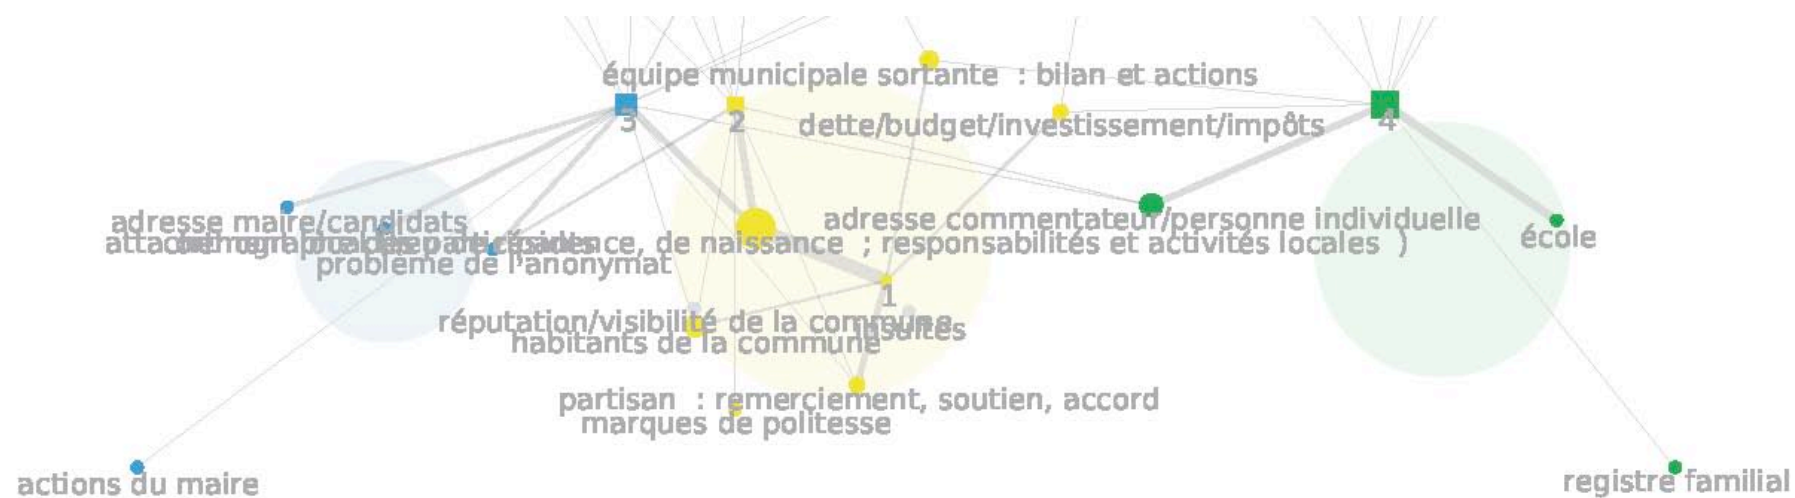 équipe municipale sortante : bilan et actions
3
2
4
dette/budget/investissement/impôts
adresse maire/candidats
adresse commentateur/personne individuelle
école
de naissance ; responsabilités et activités locales )
problème de l'anonymat
1
réputation/visibilité de la commune
insultes
habitants de la commune
partisan : remerciement, soutien, accord
marques de politesse
actions du maire
registre familial